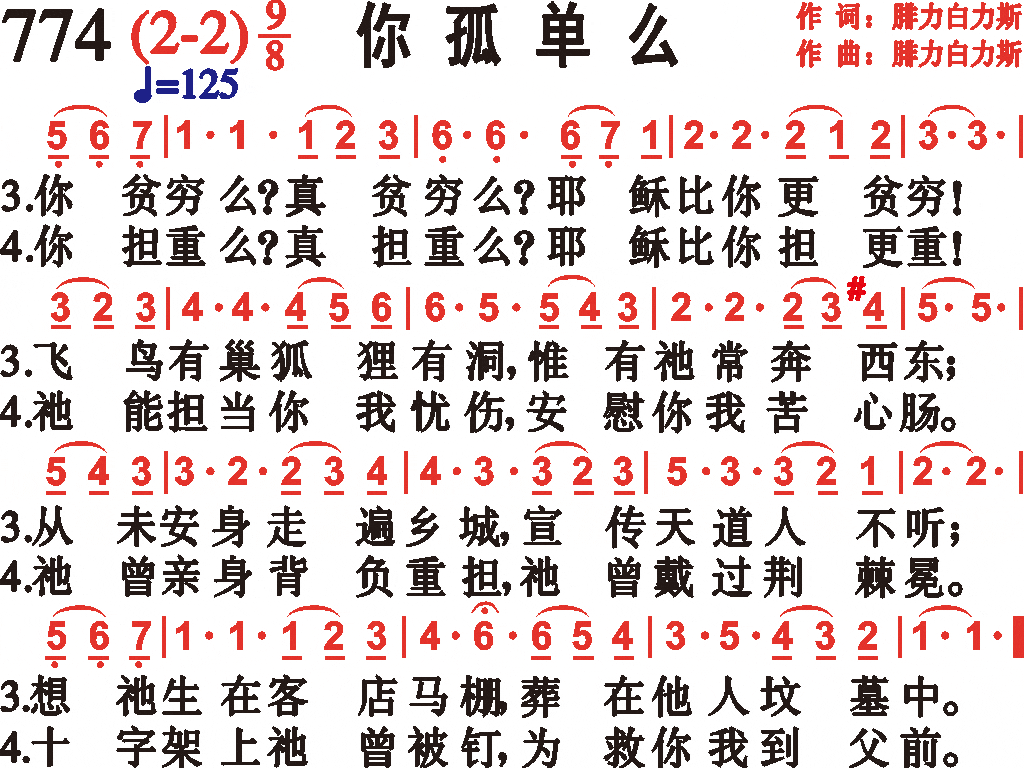 774 (2-2) 9/8 你孤单么 作 词：腓力白力斯
♩=125 作 曲：腓力白力斯
5 6 7|1· 1 · 1 2 3|6· 6· 6 7 1|2· 2· 2 1 2|3· 3·|
3.你 贫穷么?真 贫穷么?耶 稣比你更 贫穷!
4.你 担重么?真 担重么?耶 稣比你担 更重!
3 2 3|4· 4· 4 5 6|6· 5· 5 4 3|2· 2· 2 3 #4|5· 5·|
3.飞 鸟有巢狐 狸有洞,惟 有祂常奔 西东;
4.祂 能担当你 我忧伤,安 慰你我苦 心肠。
5 4 3|3· 2· 2 3 4|4· 3· 3 2 3|5· 3· 3 2 1|2· 2·|
3.从 未安身走 遍乡城,宣 传天道人 不听;
4.祂 曾亲身背 负重担,祂 曾戴过荆 棘冕。
5 6 7|1· 1· 1 2 3|4· 6· 6 5 4|3· 5· 4 3 2|1· 1·|
3.想 祂生在客 店马棚,葬 在他人坟 墓中。
4.十 字架上祂 曾被钉,为 救你我到 父前。